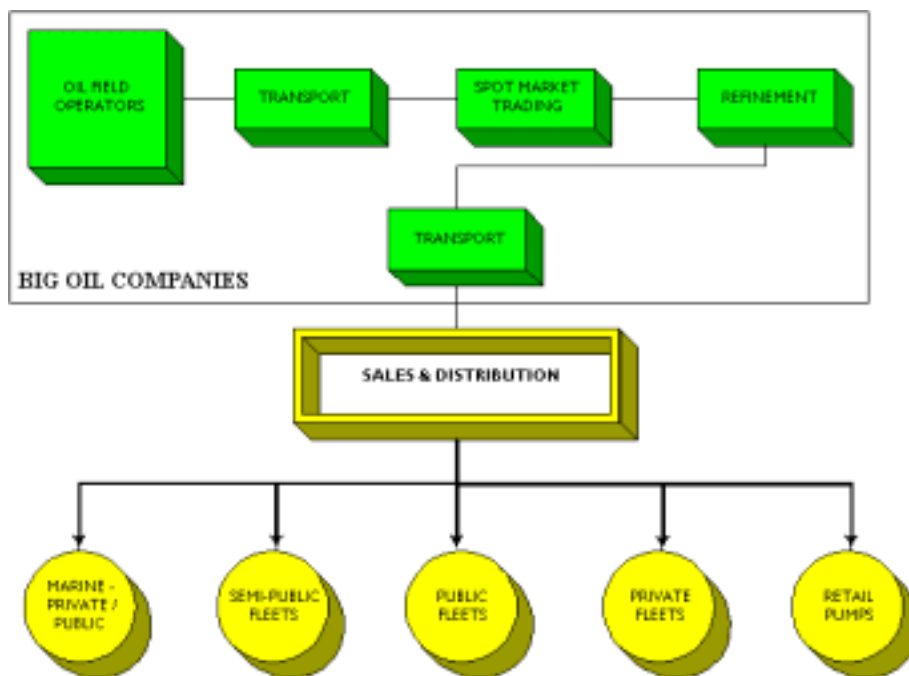 OIL FIELD
OPERATORS
TRANSPORT
SPOT MARKET
TRADING
REFINEMENT
TRANSPORT
BIG OIL COMPANIES
SALES & DISTRIBUTION
MARINE -
PRIVATE /
PUBLIC
SEMI-PUBLIC
FLEETS
PUBLIC
FLEETS
PRIVATE
FLEETS
RETAIL
PUMPS